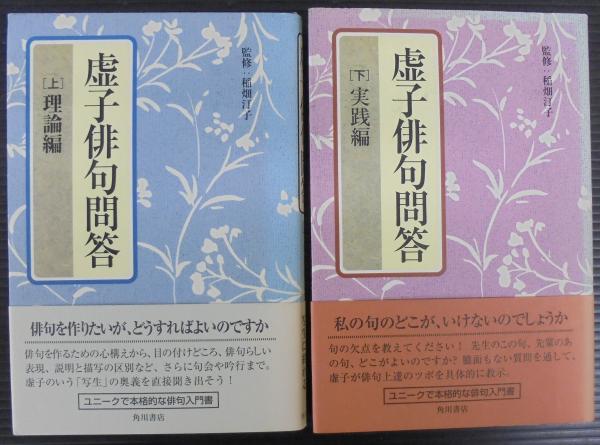 虚子俳句問答
[上]理論編
監修:稲畑汀子
俳句を作りたいが、どうすればよいのですか
俳句を作るための心構えから、目の付けどころ、俳句らしい
表現、説明と描写の区別など、さらに句会や吟行まで。
虚子のいう「写生」の奥義を直接聞き出そう！
ユニークで本格的な俳句入門書
角川書店
虚子俳句問答
[下]実践編
監修:稲畑汀子
私の句のどこが、いけないのでしょうか
句の欠点を教えてください！先生のこの句、先輩のあ
の句、どこがよいのですか？臆面もない質問を通して、
虚子が俳句上達のツボを具体的に教示。
ユニークで本格的な俳句入門書
角川書店